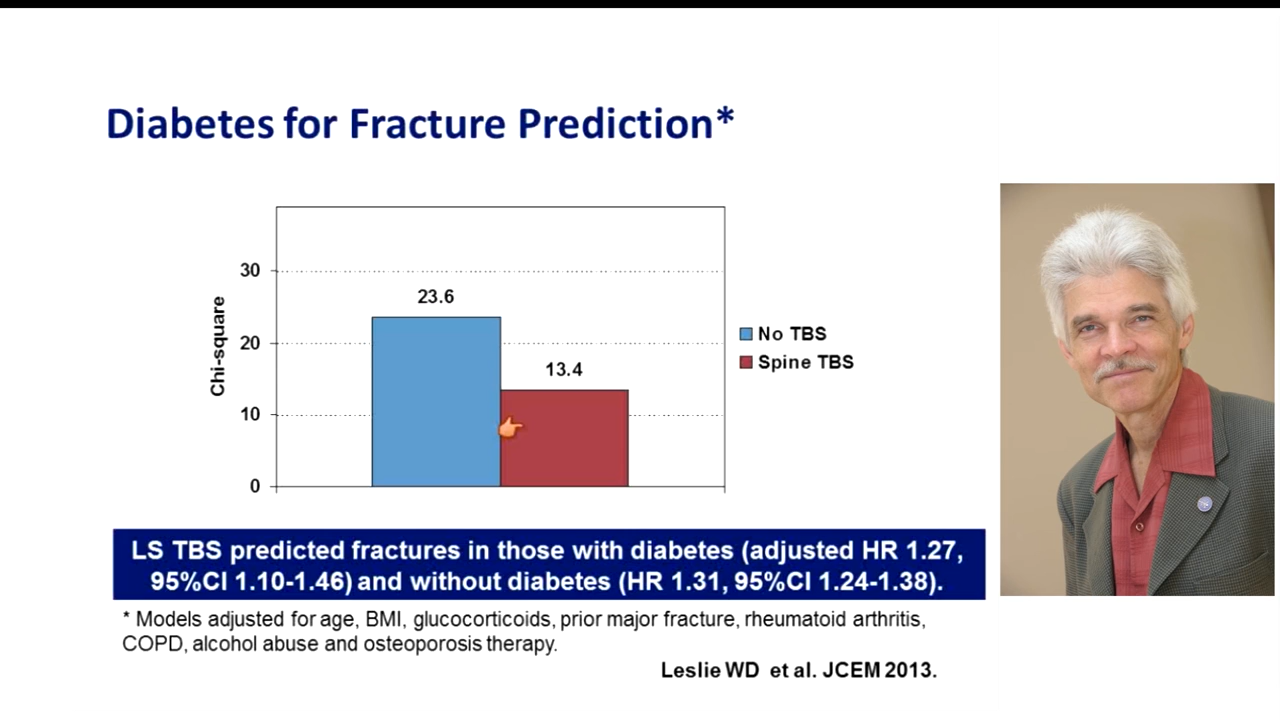 Diabetes for Fracture Prediction*
Chi-square
30
20
10
0
23.6
13.4
No TBS
Spine TBS
LS TBS predicted fractures in those with diabetes (adjusted HR 1.27,
95%CI 1.10-1.46) and without diabetes (HR 1.31, 95%CI 1.24-1.38).
* Models adjusted for age, BMI, glucocorticoids, prior major fracture, rheumatoid arthritis,
COPD, alcohol abuse and osteoporosis therapy.
Leslie WD et al. JCEM 2013.